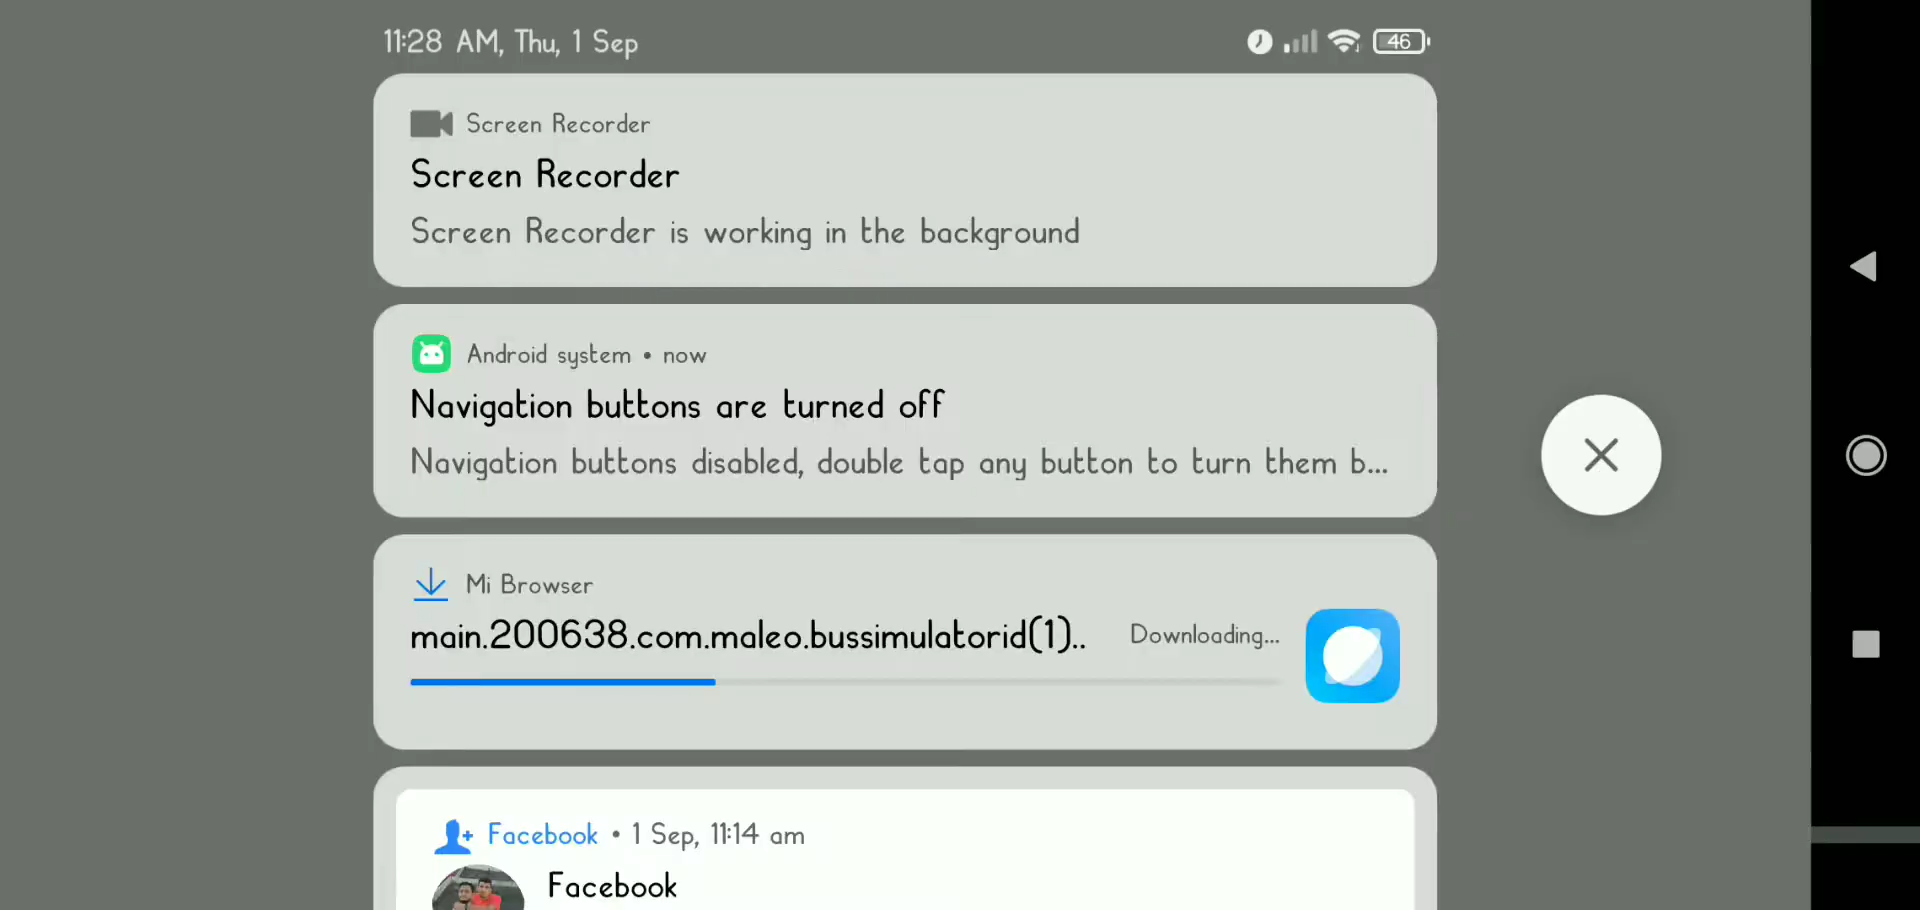 11:28 AM, Thu, 1 Sep
46
Screen Recorder
Screen Recorder
Screen Recorder is working in the background
Android system • now
Navigation buttons are turned off
Navigation buttons disabled, double tap any button to turn them b...
Mi Browser
main.200638.com.maleo.bussimulatorid(1)..
Downloading...
Facebook • 1 Sep, 11:14 am
Facebook